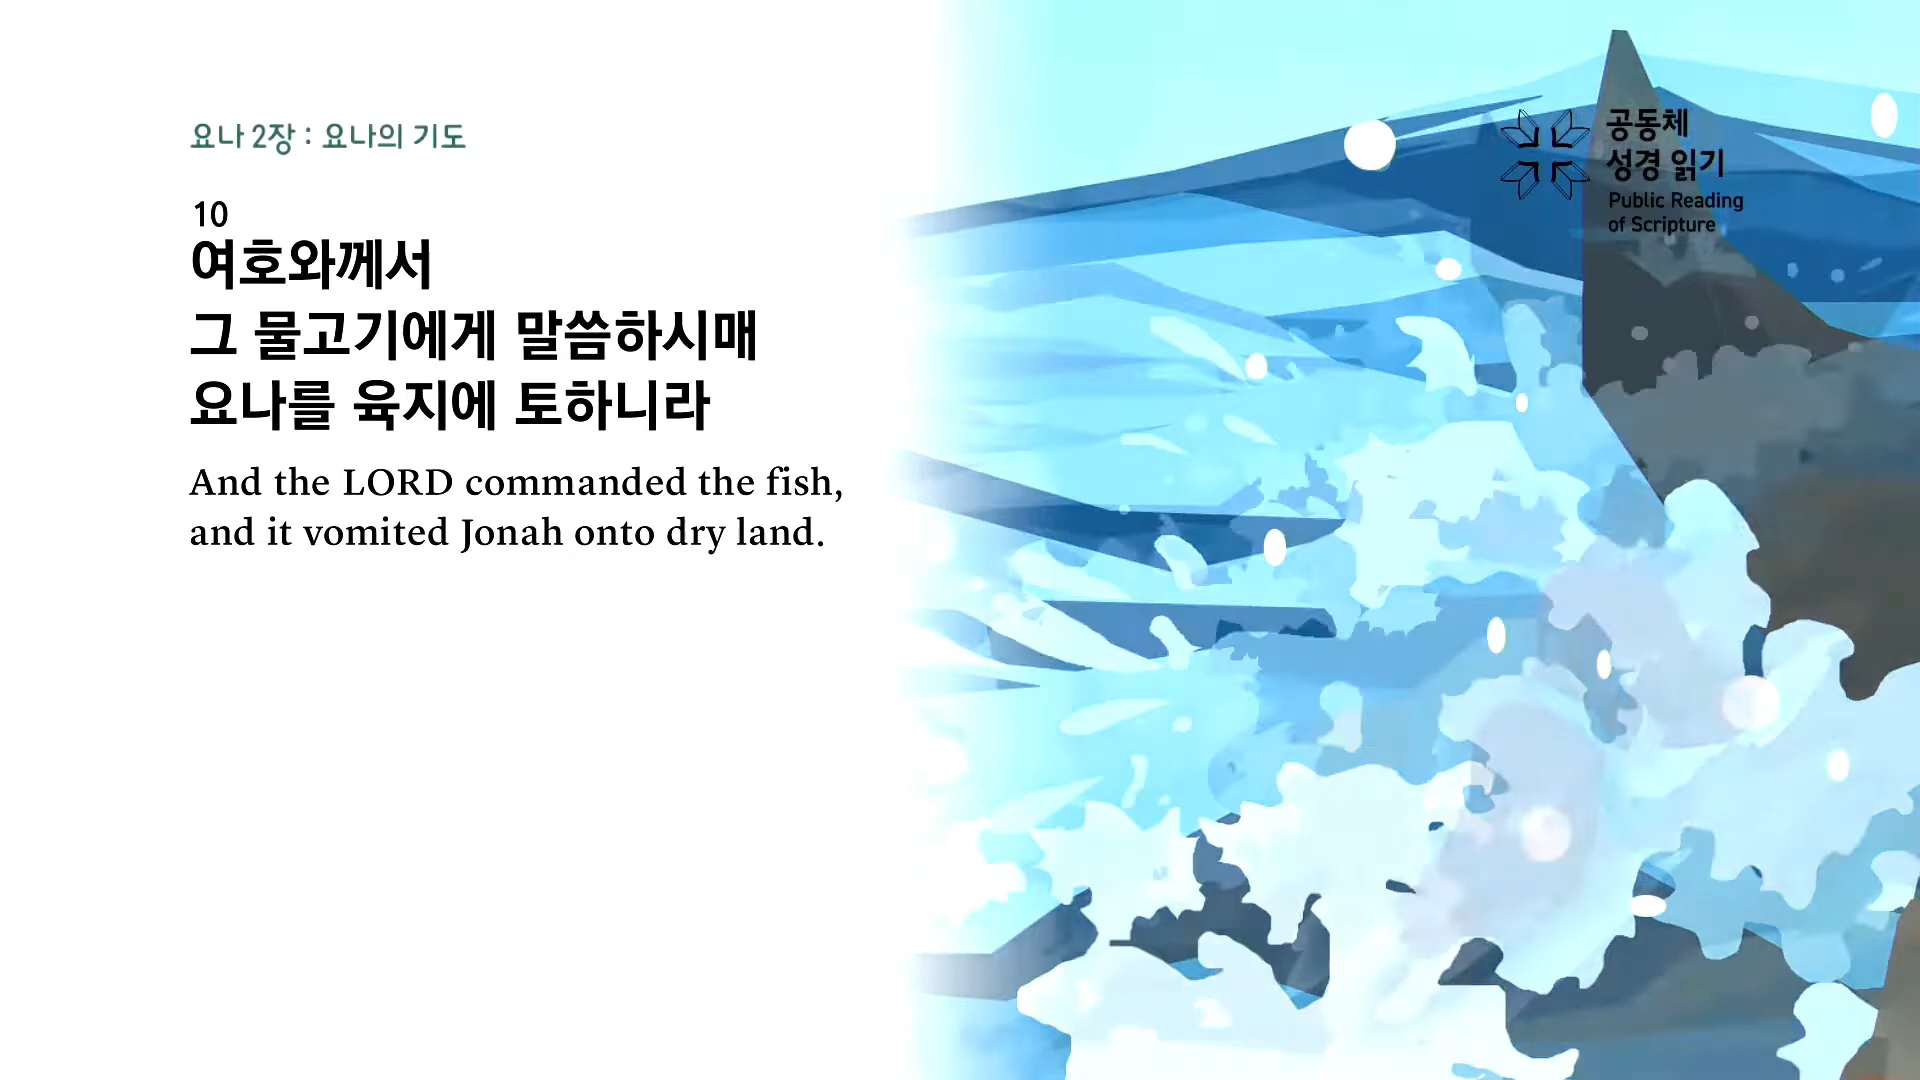 요나 2장 : 요나의 기도
10
여호와께서
그 물고기에게 말씀하시매
요나를 육지에 토하니라
And the LORD commanded the fish,
and it vomited Jonah onto dry land.
공동체
성경 읽기
Public Reading
of Scripture